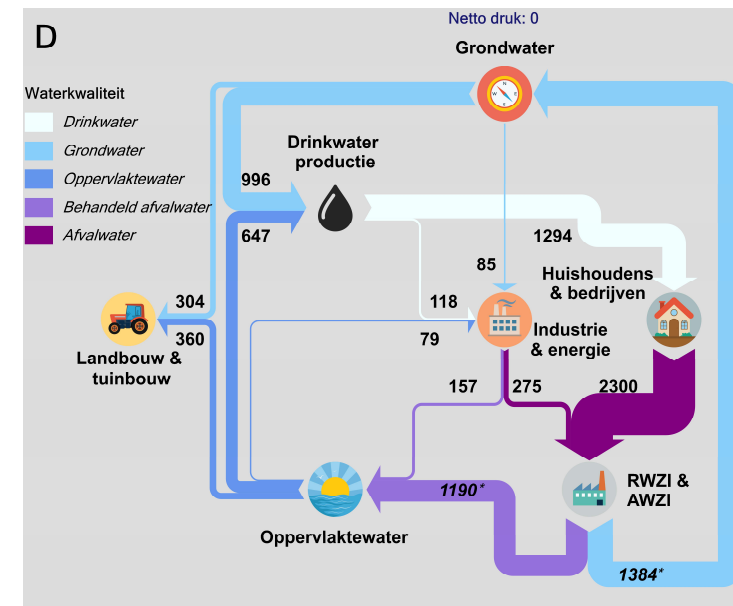 D
Netto druk: 0
Grondwater
Waterkwaliteit
Drinkwater
Grondwater
Oppervlaktewater
Behandeld afvalwater
Afvalwater
N
W E
S
Drinkwater
productie
996
647
1294
85
Huishoudens
& bedrijven
304
360
118
79
Industrie
& energie
Landbouw &
tuinbouw
157
275
2300
1190*
RWZI &
AWZI
Oppervlaktewater
1384*